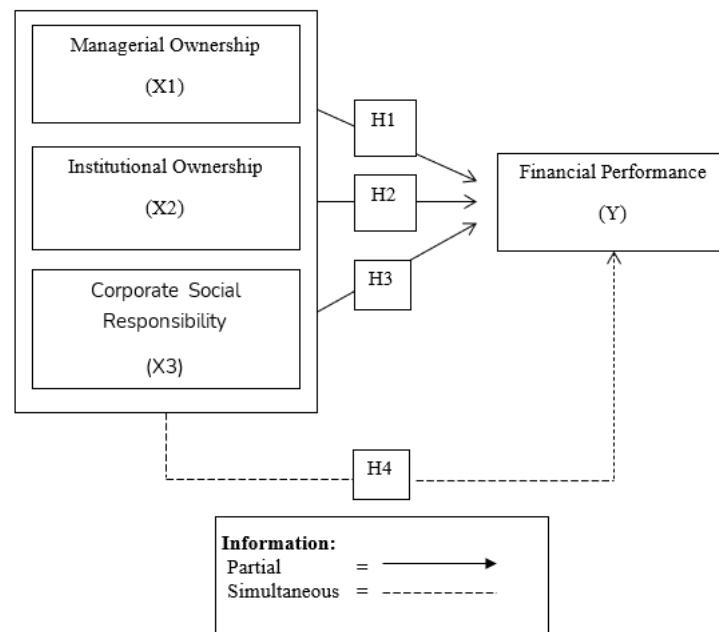 Managerial Ownership
(X1)
Institutional Ownership
(X2)
Corporate Social
Responsibility
(X3)
H1
H2
H3
H4
Financial Performance
(Y)
Information:
Partial =
Simultaneous =